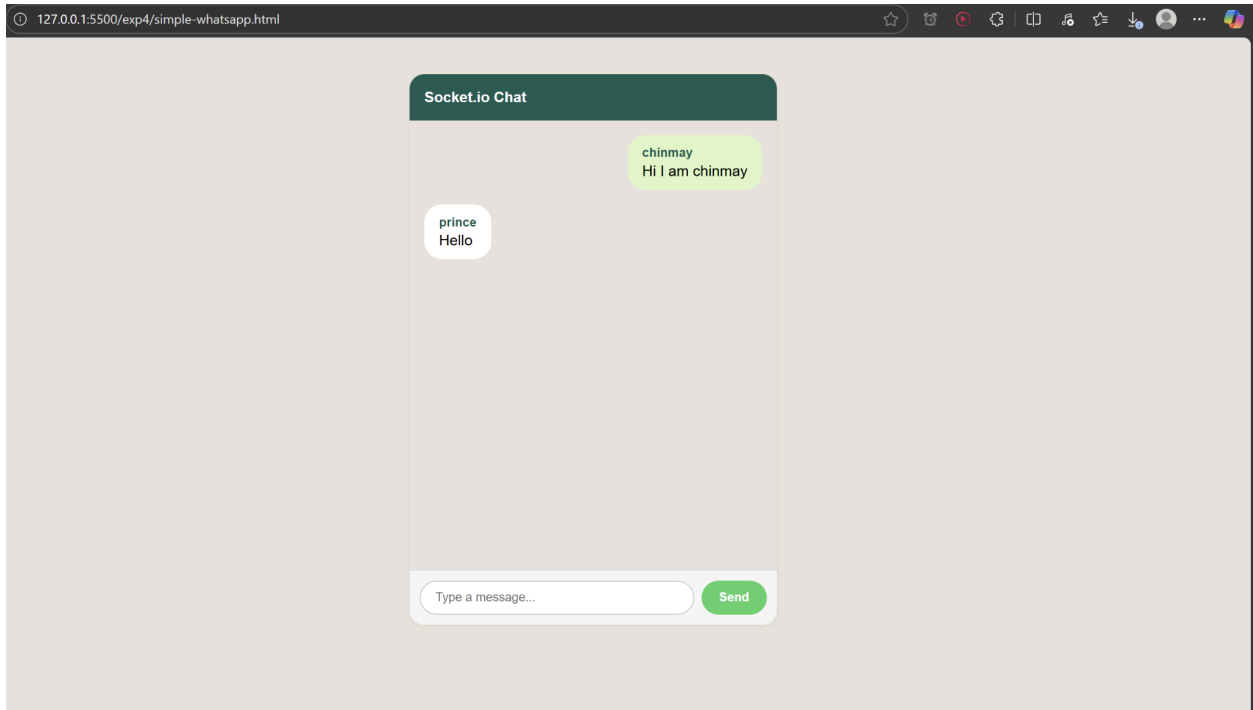 127.0.0.1:5500/exp4/simple-whatsapp.html
Socket.io Chat
chinmay
Hi I am chinmay
prince
Hello
Type a message...
Send